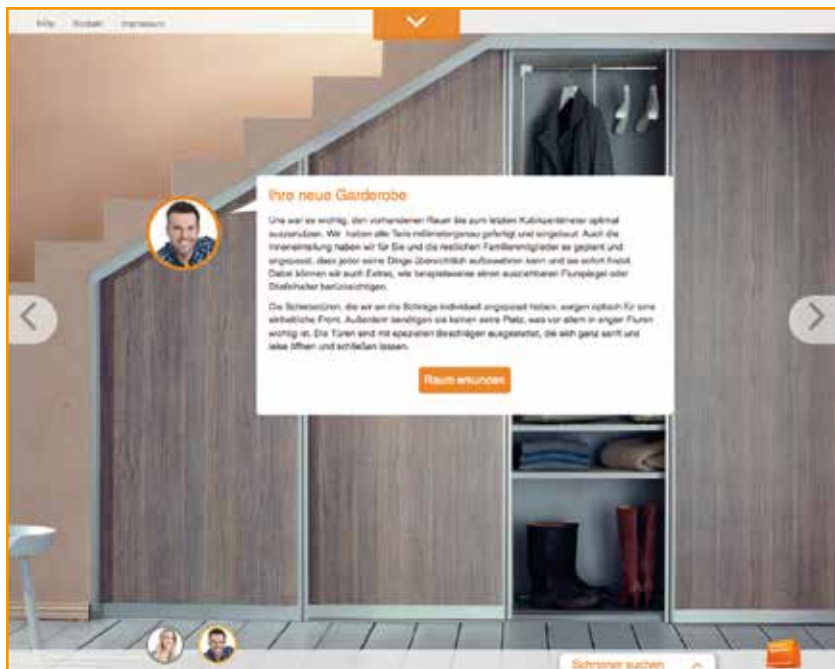 Hilfe Kontakt Impressum
Ihre neue Garderobe
Uns war es wichtig, den vorhandenen Raum bis zum letzten Kubikzentimeter optimal
auszunutzen. Wir haben alle Teile millimetergenau gefertigt und eingebaut. Auch die
Inneneinteilung haben wir für Sie und die restlichen Familienmitglieder so geplant und
angepasst, dass jeder seine Dinge übersichtlich aufbewahren kann und sie sofort findet.
Dabei können wir auch Extras, wie beispielsweise einen ausziehbaren Flurspiegel oder
Stiefelhalter berücksichtigen.
Die Schiebetüren, die wir an die Schräge individuell angepasst haben, sorgen optisch für eine
einheitliche Front. Außerdem benötigen sie keinen extra Platz, was vor allem in engen Fluren
wichtig ist. Die Türen sind mit speziellen Beschlägen ausgestattet, die sich ganz sanft und
leise öffnen und schließen lassen.
Raum erkunden
Schreiner suchen